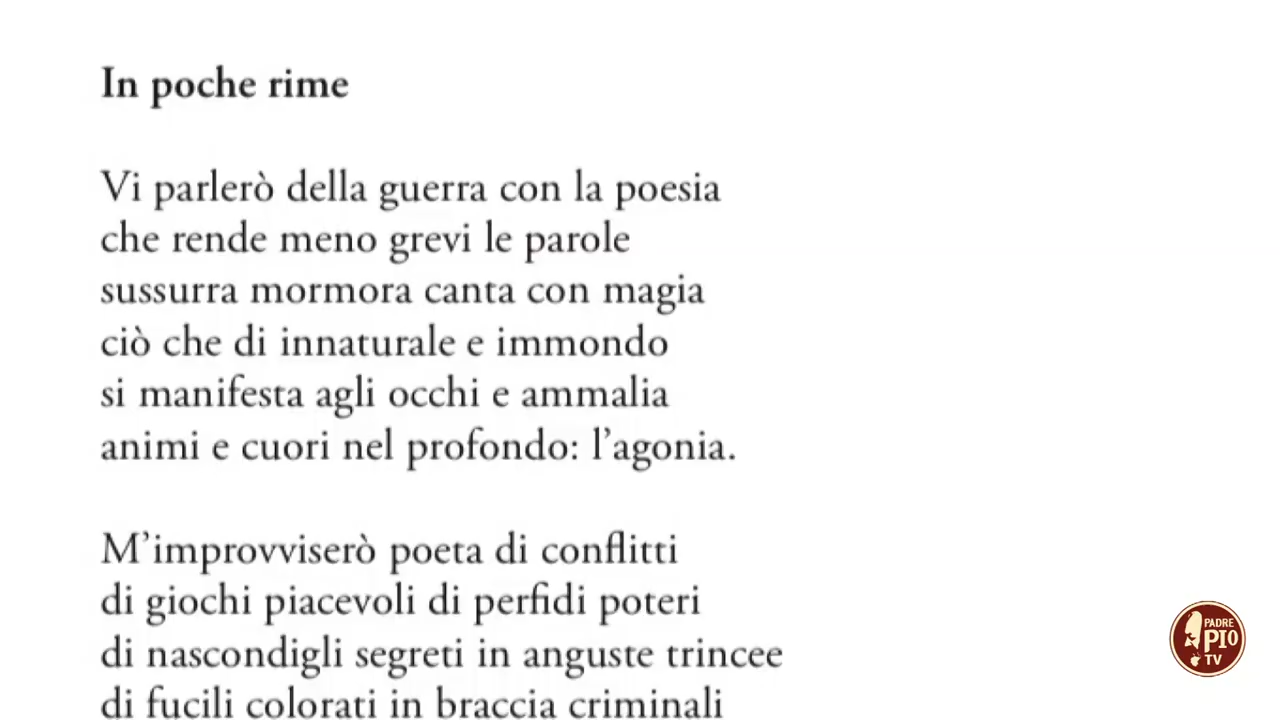 In poche rime
Vi parlerò della guerra con la poesia
che rende meno grevi le parole
sussurra mormora canta con magia
ciò che di innaturale e immondo
si manifesta agli occhi e ammalia
animi e cuori nel profondo: l’agonia.
M’improvviserò poeta di conflitti
di giochi piacevoli di perfidi poteri
di nascondigli segreti in anguste trincee
di fucili colorati in braccia criminali
PADRE
PIO
TV